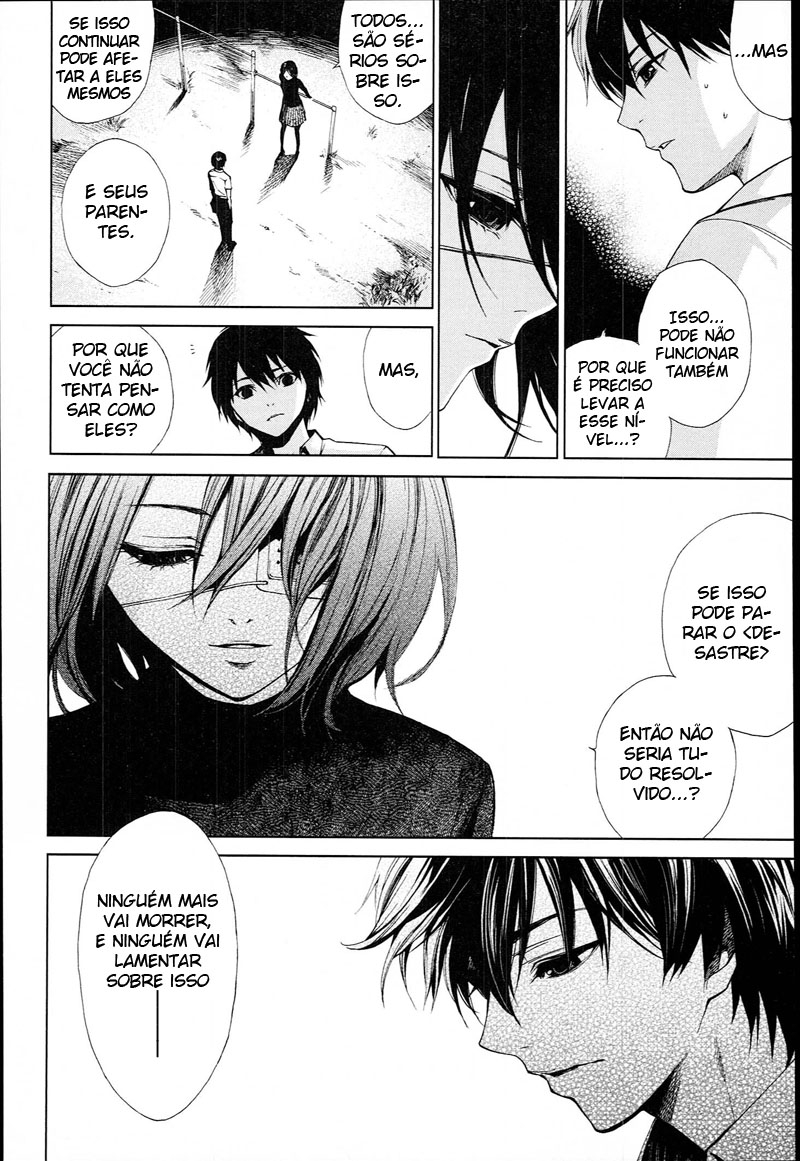 ...MAS
ISSO...
PODE NÃO
FUNCIONAR
TAMBÉM
POR QUE
É PRECISO
LEVAR A
ESSE NÍ-
VEL...?
TODOS...
SÃO SÉ-
RIOS SO-
BRE IS-
SO.
SE ISSO
CONTINUAR
PODE AFE-
TAR A ELES
MESMOS
E SEUS
PAREN-
TES.
MAS,
POR QUE
VOCÊ NÃO
TENTA PEN-
SAR COMO
ELES?
SE ISSO
PODE PA-
RAR O <DE-
SASTRE>
ENTÃO NÃO
SERIA TU-
DO RESOL-
VIDO...?
NINGUÉM MAIS
VAI MORRER,
E NINGUÉM VAI
LAMENTAR
SOBRE ISSO
—